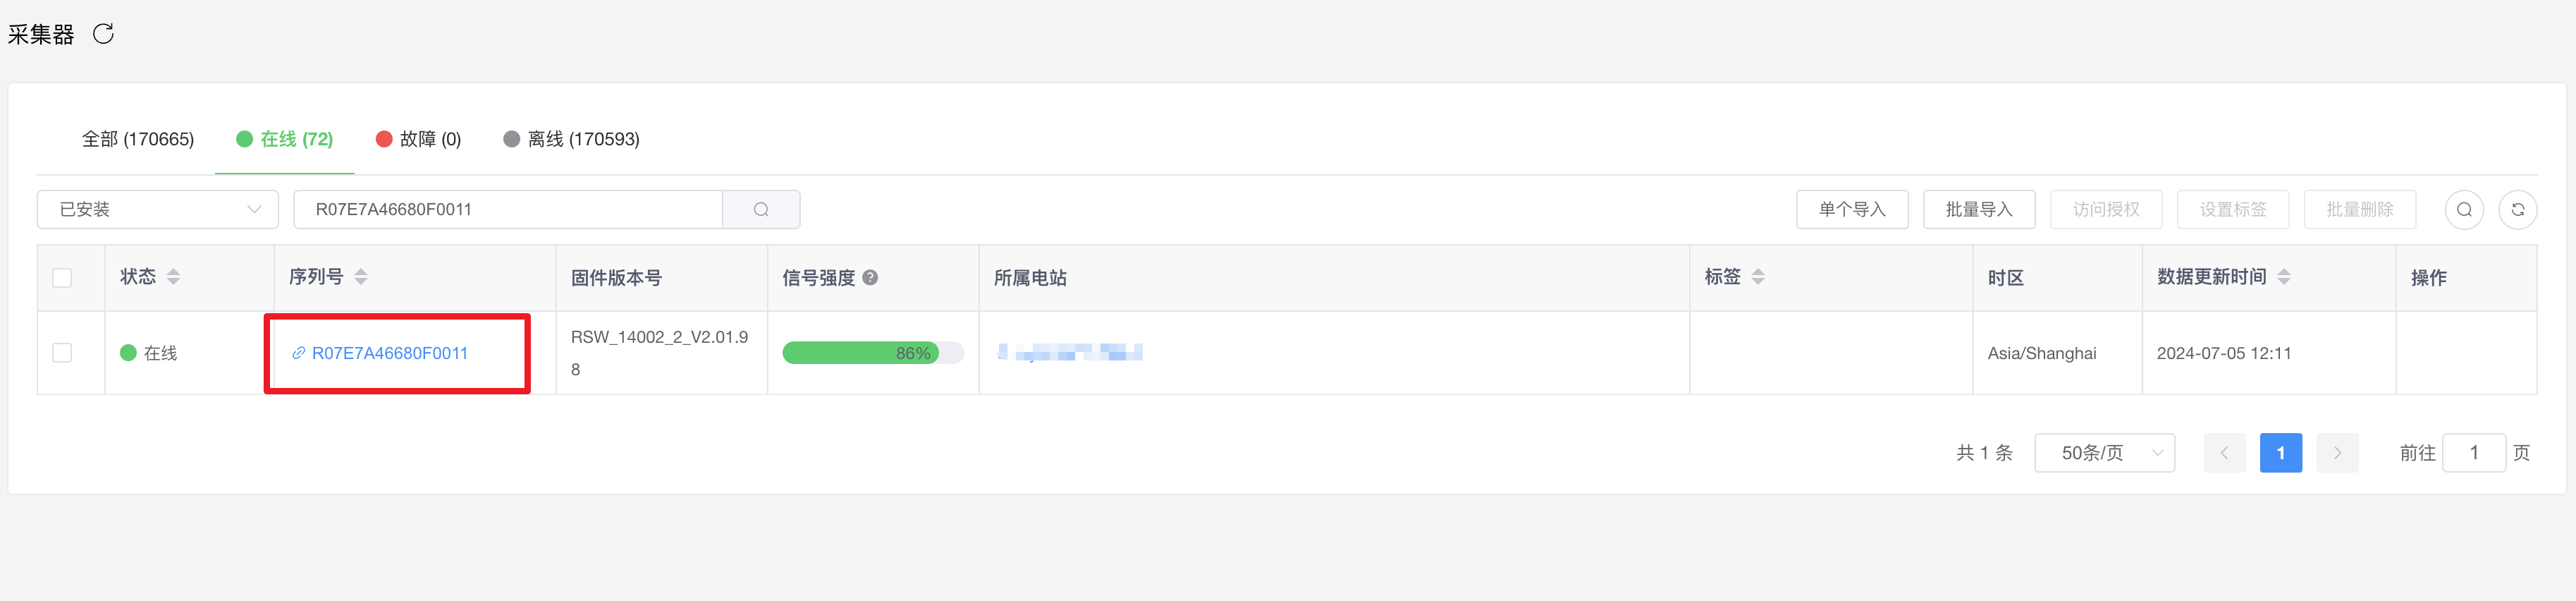 采集器
全部 (170665) 在线 (72) 故障 (0) 离线 (170593)
已安装 R07E7A46680F0011 单个导入 批量导入 访问授权 设置标签 批量删除
状态 序列号 固件版本号 信号强度 ? 所属电站 标签 时区 数据更新时间 操作
在线 R07E7A46680F0011 RSW_14002_2_V2.01.9 86% Asia/Shanghai 2024-07-05 12:11
8
共 1 条 50条/页 1 前往 1 页